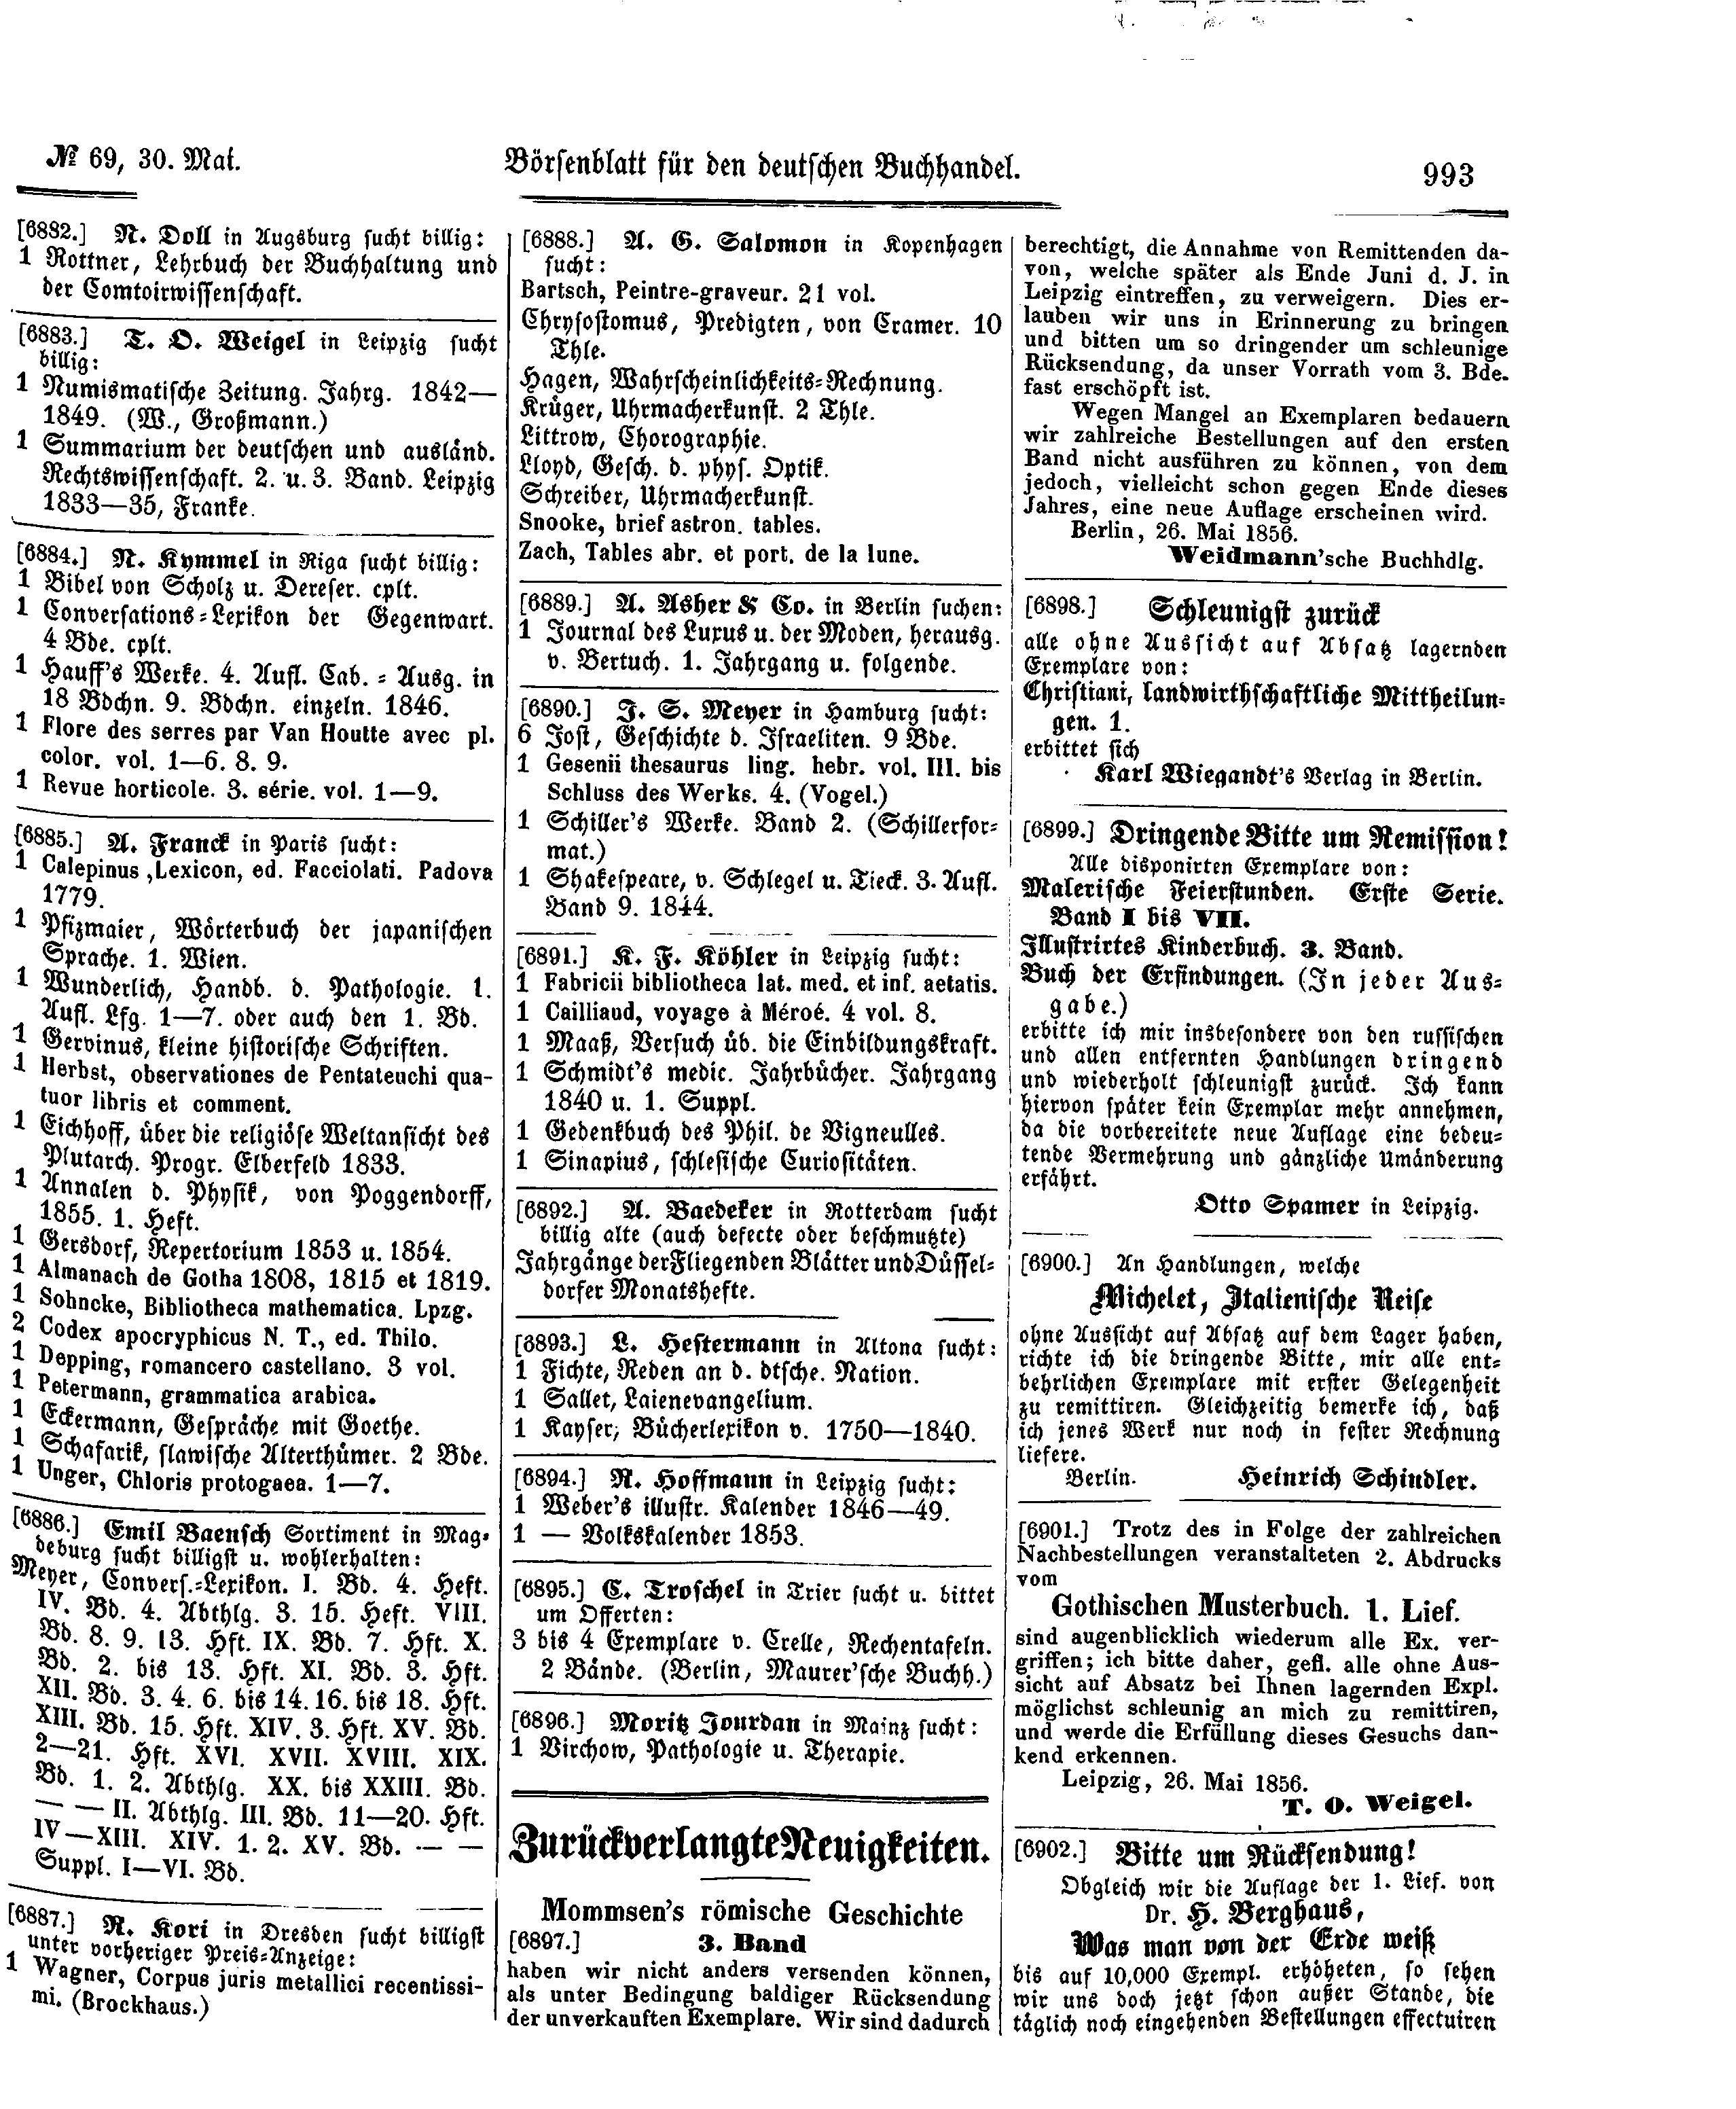 № 69, 30. Mai.
Börsenblatt für den deutschen Buchhandel.
993
[6882.] R. Doll in Augsburg sucht billig:
1 Rottner, Lehrbuch der Buchhaltung und
der Comtoirwissenschaft.
[6883.] T. O. Weigel in Leipzig sucht
billig:
1 Numismatische Zeitung. Jahrg. 1842—
1849. (W., Großmann.)
1 Summarium der deutschen und ausländ.
Rechtswissenschaft. 2. u. 3. Band. Leipzig
1833—35, Franke.
[6884.] N. Kymmel in Riga sucht billig:
1 Bibel von Scholz u. Dereser. cplt.
1 Conversations-Lexikon der Gegenwart.
4 Bde. cplt.
1 Hauff's Werke. 4. Aufl. Cab.-Ausg. in
18 Bdchn. 9. Bdchn. einzeln. 1846.
1 Flore des serres par Van Houtte avec pl.
color. vol. 1—6. 8. 9.
1 Revue horticole. 3. série. vol. 1—9.
[6885.] A. Franck in Paris sucht:
1 Calepinus, Lexicon, ed. Facciolati. Padova
1779.
1 Pfizmaier, Wörterbuch der japanischen
Sprache. 1. Wien.
1 Wunderlich, Handb. d. Pathologie. 1.
Aufl. Lfg. 1—7. oder auch den 1. Bd.
1 Gervinus, kleine historische Schriften.
1 Herbst, observationes de Pentateuchi qua-
tuor libris et comment.
1 Eichhoff, über die religiöse Weltansicht des
Plutarch. Progr. Elberfeld 1833.
1 Annalen d. Physik, von Poggendorff,
1855. 1. Heft.
1 Gersdorf, Repertorium 1853 u. 1854.
1 Almanach de Gotha 1808, 1815 et 1819.
1 Sohncke, Bibliotheca mathematica. Lpzg.
2 Codex apocryphicus N. T., ed. Thilo.
1 Depping, romancero castellano. 3 vol.
1 Petermann, grammatica arabica.
1 Eckermann, Gespräche mit Goethe.
1 Schafarik, slawische Alterthümer. 2 Bde.
1 Unger, Chloris protogaea. 1—7.
[6886.] Emil Baensch Sortiment in Mag-
deburg sucht billigst u. wohlerhalten:
Meyer, Convers.-Lexikon. I. Bd. 4. Heft.
IV. Bd. 4. Abthlg. 3. 15. Heft. VIII.
Bd. 8. 9. 13. Hft. IX. Bd. 7. Hft. X.
Bd. 2. bis 13. Hft. XI. Bd. 3. Hft.
XII. Bd. 3. 4. 6. bis 14. 16. bis 18. Hft.
XIII. Bd. 15. Hft. XIV. 3. Hft. XV. Bd.
2—21. Hft. XVI. XVII. XVIII. XIX.
Bd. 1. 2. Abthlg. XX. bis XXIII. Bd.
— — II. Abthlg. III. Bd. 11—20. Hft.
IV—XIII. XIV. 1. 2. XV. Bd. — —
Suppl. I—VI. Bd.
[6887.] R. Kori in Dresden sucht billigst
unter vorheriger Preis-Anzeige:
1 Wagner, Corpus juris metallici recentissi-
mi. (Brockhaus.)
[6888.] A. G. Salomon in Kopenhagen
sucht:
Bartsch, Peintre-graveur. 21 vol.
Chrysostomus, Predigten, von Cramer. 10
Thle.
Hagen, Wahrscheinlichkeits-Rechnung.
Krüger, Uhrmacherkunst. 2 Thle.
Littrow, Chorographie.
Lloyd, Gesch. d. phys. Optik.
Schreiber, Uhrmacherkunst.
Snooke, brief astron. tables.
Zach, Tables abr. et port. de la lune.
[6889.] A. Asher & Co. in Berlin suchen:
1 Journal des Luxus u. der Moden, herausg.
v. Bertuch. 1. Jahrgang u. folgende.
[6890.] J. S. Meyer in Hamburg sucht:
6 Jost, Geschichte d. Israeliten. 9 Bde.
1 Gesenii thesaurus ling. hebr. vol. III. bis
Schluss des Werks. 4. (Vogel.)
1 Schiller's Werke. Band 2. (Schillerfor-
mat.)
1 Shakespeare, v. Schlegel u. Tieck. 3. Aufl.
Band 9. 1844.
[6891.] K. F. Köhler in Leipzig sucht:
1 Fabricii bibliotheca lat. med. et inf. aetatis.
1 Cailliaud, voyage à Méroé. 4 vol. 8.
1 Maaß, Versuch üb. die Einbildungskraft.
1 Schmidt's medic. Jahrbücher. Jahrgang
1840 u. 1. Suppl.
1 Gedenkbuch des Phil. de Vigneulles.
1 Sinapius, schlesische Curiositäten.
[6892.] A. Baedeker in Rotterdam sucht
billig alte (auch defecte oder beschmutzte)
Jahrgänge der Fliegenden Blätter und Düssel-
dorfer Monatshefte.
[6893.] L. Hestermann in Altona sucht:
1 Fichte, Reden an d. dtsche. Nation.
1 Sallet, Laienevangelium.
1 Kayser, Bücherlexikon v. 1750—1840.
[6894.] R. Hoffmann in Leipzig sucht:
1 Weber's illustr. Kalender 1846—49.
1 — Volkskalender 1853.
[6895.] C. Troschel in Trier sucht u. bittet
um Offerten:
3 bis 4 Exemplare v. Crelle, Rechentafeln.
2 Bände. (Berlin, Maurer'sche Buchh.)
[6896.] Moritz Jourdan in Mainz sucht:
1 Virchow, Pathologie u. Therapie.
Zurückverlangte Neuigkeiten.
Mommsen's römische Geschichte
[6897.] 3. Band
haben wir nicht anders versenden können,
als unter Bedingung baldiger Rücksendung
der unverkauften Exemplare. Wir sind dadurch
berechtigt, die Annahme von Remittenden da-
von, welche später als Ende Juni d. J. in
Leipzig eintreffen, zu verweigern. Dies er-
lauben wir uns in Erinnerung zu bringen
und bitten um so dringender um schleunige
Rücksendung, da unser Vorrath vom 3. Bde.
fast erschöpft ist.
Wegen Mangel an Exemplaren bedauern
wir zahlreiche Bestellungen auf den ersten
Band nicht ausführen zu können, von dem
jedoch, vielleicht schon gegen Ende dieses
Jahres, eine neue Auflage erscheinen wird.
Berlin, 26. Mai 1856.
Weidmann'sche Buchhdlg.
[6898.] Schleunigst zurück
alle ohne Aussicht auf Absatz lagernden
Exemplare von:
Christiani, landwirthschaftliche Mittheilun-
gen. 1.
erbittet sich
Karl Wiegandt's Verlag in Berlin.
[6899.] Dringende Bitte um Remission!
Alle disponirten Exemplare von:
Malerische Feierstunden. Erste Serie.
Band I bis VII.
Illustrirtes Kinderbuch. 3. Band.
Buch der Erfindungen. (In jeder Aus-
gabe.)
erbitte ich mir insbesondere von den russischen
und allen entfernten Handlungen dringend
und wiederholt schleunigst zurück. Ich kann
hiervon später kein Exemplar mehr annehmen,
da die vorbereitete neue Auflage eine bedeu-
tende Vermehrung und gänzliche Umänderung
erfährt.
Otto Spamer in Leipzig.
[6900.] An Handlungen, welche
Michelet, Italienische Reise
ohne Aussicht auf Absatz auf dem Lager haben,
richte ich die dringende Bitte, mir alle ent-
behrlichen Exemplare mit erster Gelegenheit
zu remittiren. Gleichzeitig bemerke ich, daß
ich jenes Werk nur noch in fester Rechnung
liefere.
Berlin. Heinrich Schindler.
[6901.] Trotz des in Folge der zahlreichen
Nachbestellungen veranstalteten 2. Abdrucks
vom
Gothischen Musterbuch. 1. Lief.
sind augenblicklich wiederum alle Ex. ver-
griffen; ich bitte daher, gefl. alle ohne Aus-
sicht auf Absatz bei Ihnen lagernden Expl.
möglichst schleunig an mich zu remittiren,
und werde die Erfüllung dieses Gesuchs dan-
kend erkennen.
Leipzig, 26. Mai 1856.
T. O. Weigel.
[6902.] Bitte um Rücksendung!
Obgleich wir die Auflage der 1. Lief. von
Dr. H. Berghaus,
Was man von der Erde weiß
bis auf 10,000 Exempl. erhöheten, so sehen
wir uns doch jetzt schon außer Stande, die
täglich noch eingehenden Bestellungen effectuiren